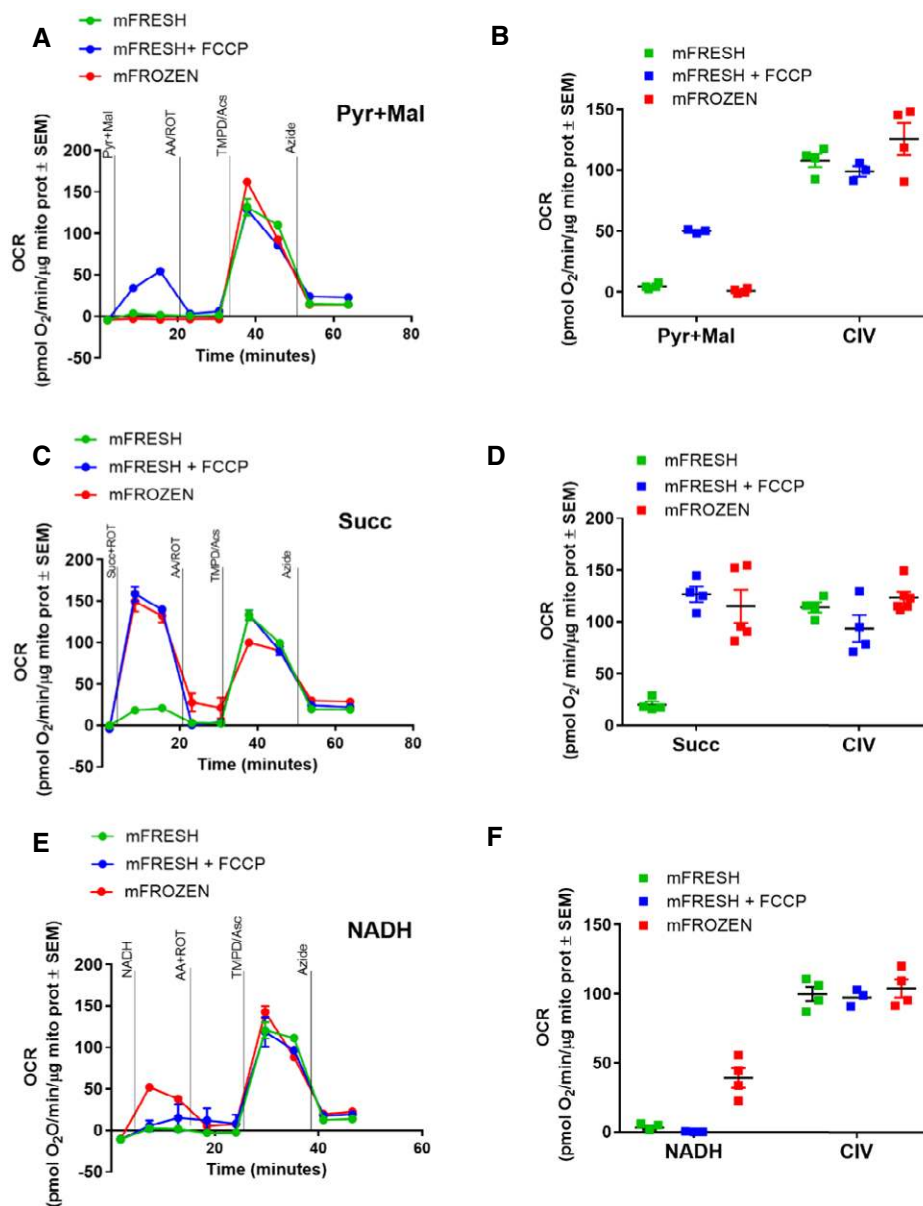 A
mFRESH
mFRESH+ FCCP
mFROZEN
Pyr+Mal
AA/ROT
TMPD/Acs
Azide
Pyr+Mal
OCR
(pmol O2/min/µg mito prot ± SEM)
200
150
100
50
0
-50
20
40
60
80
Time (minutes)
B
mFRESH
mFRESH + FCCP
mFROZEN
OCR
(pmol O2/min/µg mito prot ± SEM)
150
100
50
0
Pyr+Mal
CIV
C
mFRESH
mFRESH + FCCP
mFROZEN
Succ+ROT
AA/ROT
TMPD/Acs
Azide
Succ
OCR
(pmol O2/min/µg mito prot ± SEM)
200
150
100
50
0
-50
20
40
60
80
Time (minutes)
D
mFRESH
mFRESH + FCCP
mFROZEN
OCR
(pmol O2/ min/µg mito prot ± SEM)
200
150
100
50
0
Succ
CIV
E
mFRESH
mFRESH + FCCP
mFROZEN
NADH
AA+ROT
TMPD/Asc
Azide
NADH
OCR
(pmol O2O/min/µg mito prot ± SEM)
200
150
100
50
0
-50
20
40
60
Time (minutes)
F
mFRESH
mFRESH + FCCP
mFROZEN
OCR
(pmol O2/min/µg mito prot ± SEM)
150
100
50
0
NADH
CIV